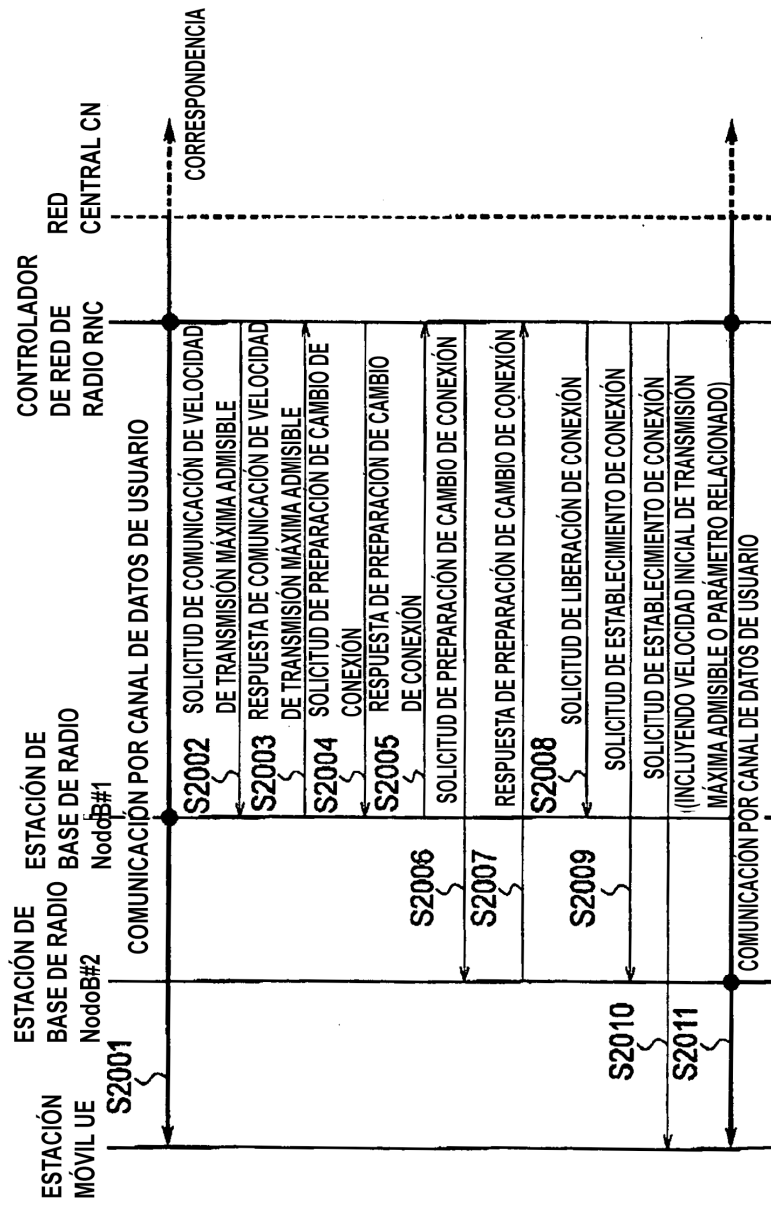 ESTACIÓN
MÓVIL UE
ESTACIÓN DE
BASE DE RADIO
NodoB#2
ESTACIÓN DE
BASE DE RADIO
NodoB#1
CONTROLADOR
DE RED DE
RADIO RNC
RED
CENTRAL CN
S2001
COMUNICACIÓN POR CANAL DE DATOS DE USUARIO
CORRESPONDENCIA
S2002
SOLICITUD DE COMUNICACIÓN DE VELOCIDAD
DE TRANSMISIÓN MÁXIMA ADMISIBLE
S2003
RESPUESTA DE COMUNICACIÓN DE VELOCIDAD
DE TRANSMISIÓN MÁXIMA ADMISIBLE
S2004
SOLICITUD DE PREPARACIÓN DE CAMBIO DE
CONEXIÓN
S2005
RESPUESTA DE PREPARACION DE CAMBIO
DE CONEXIÓN
S2006
SOLICITUD DE PREPARACIÓN DE CAMBIO DE CONEXIÓN
S2007
RESPUESTA DE PREPARACIÓN DE CAMBIO DE CONEXIÓN
S2008
SOLICITUD DE LIBERACIÓN DE CONEXIÓN
S2009
SOLICITUD DE ESTABLECIMIENTO DE CONEXIÓN
S2010
SOLICITUD DE ESTABLECIMIENTO DE CONEXIÓN
((INCLUYENDO VELOCIDAD INICIAL DE TRANSMISIÓN
MÁXIMA ADMISIBLE O PARÁMETRO RELACIONADO)
S2011
COMUNICACIÓN POR CANAL DE DATOS DE USUARIO